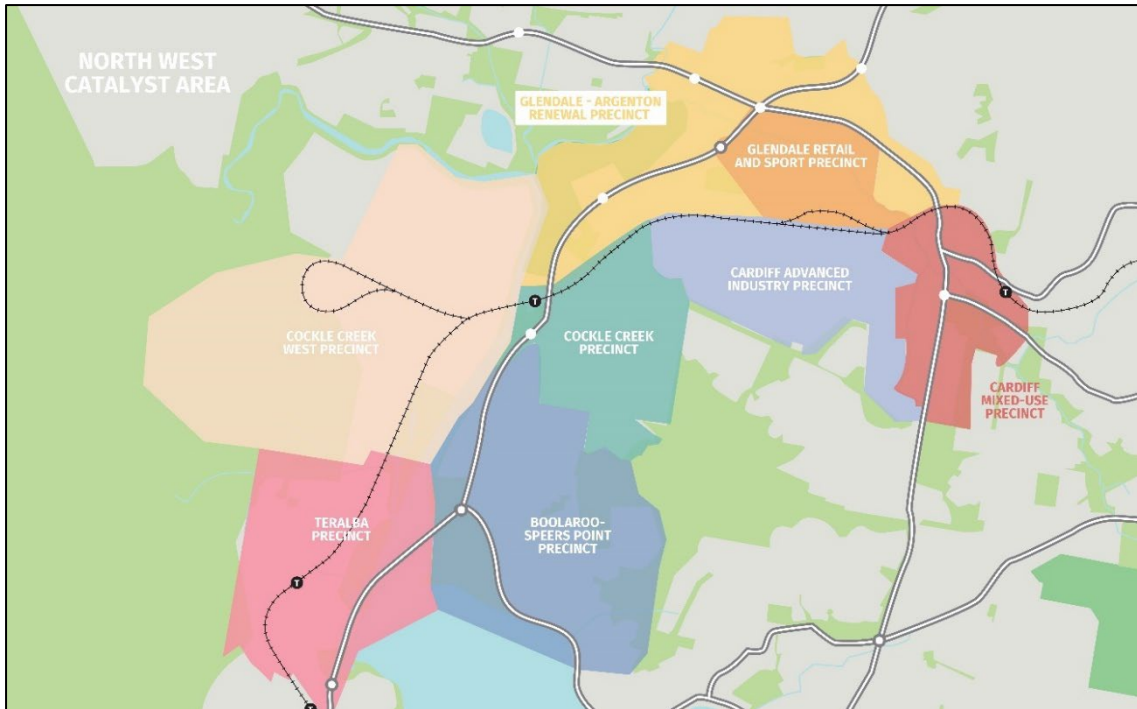 NORTH WEST
CATALYST AREA
GLENDALE - ARGENTON
RENEWAL PRECINCT
GLENDALE RETAIL
AND SPORT PRECINCT
CARDIFF ADVANCED
INDUSTRY PRECINCT
T
T
COCKLE CREEK
WEST PRECINCT
COCKLE CREEK
PRECINCT
CARDIFF
MIXED-USE
PRECINCT
TERALBA
PRECINCT
BOOLAROO-
SPEERS POINT
PRECINCT
T
T